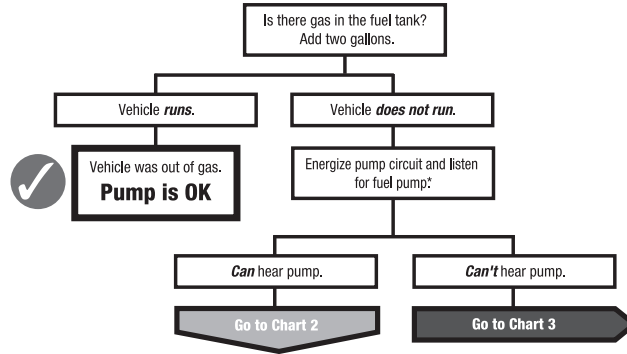 Is there gas in the fuel tank?
Add two gallons.
Vehicle runs.
Vehicle does not run.
Vehicle was out of gas.
Pump is OK
Energize pump circuit and listen
for fuel pump.*
Can hear pump.
Can't hear pump.
Go to Chart 2
Go to Chart 3